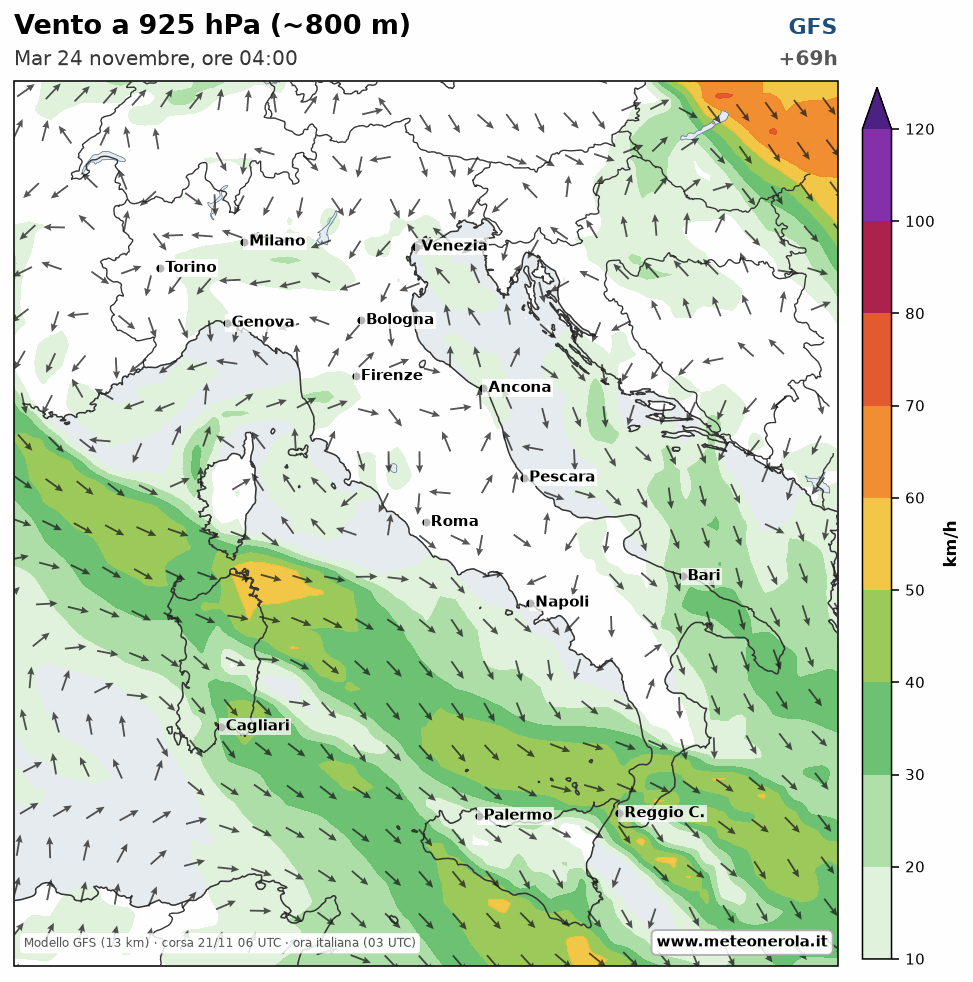 Vento a 925 hPa (~800 m)
GFS
Mar 24 novembre, ore 04:00
+69h
Milano
Venezia
Torino
Genova
Bologna
Firenze
Ancona
Pescara
Roma
Bari
Napoli
Cagliari
Palermo
Reggio C.
120
100
80
70
60
50
40
30
20
10
km/h
Modello GFS (13 km) · corsa 21/11 06 UTC · ora italiana (03 UTC)
www.meteonerola.it